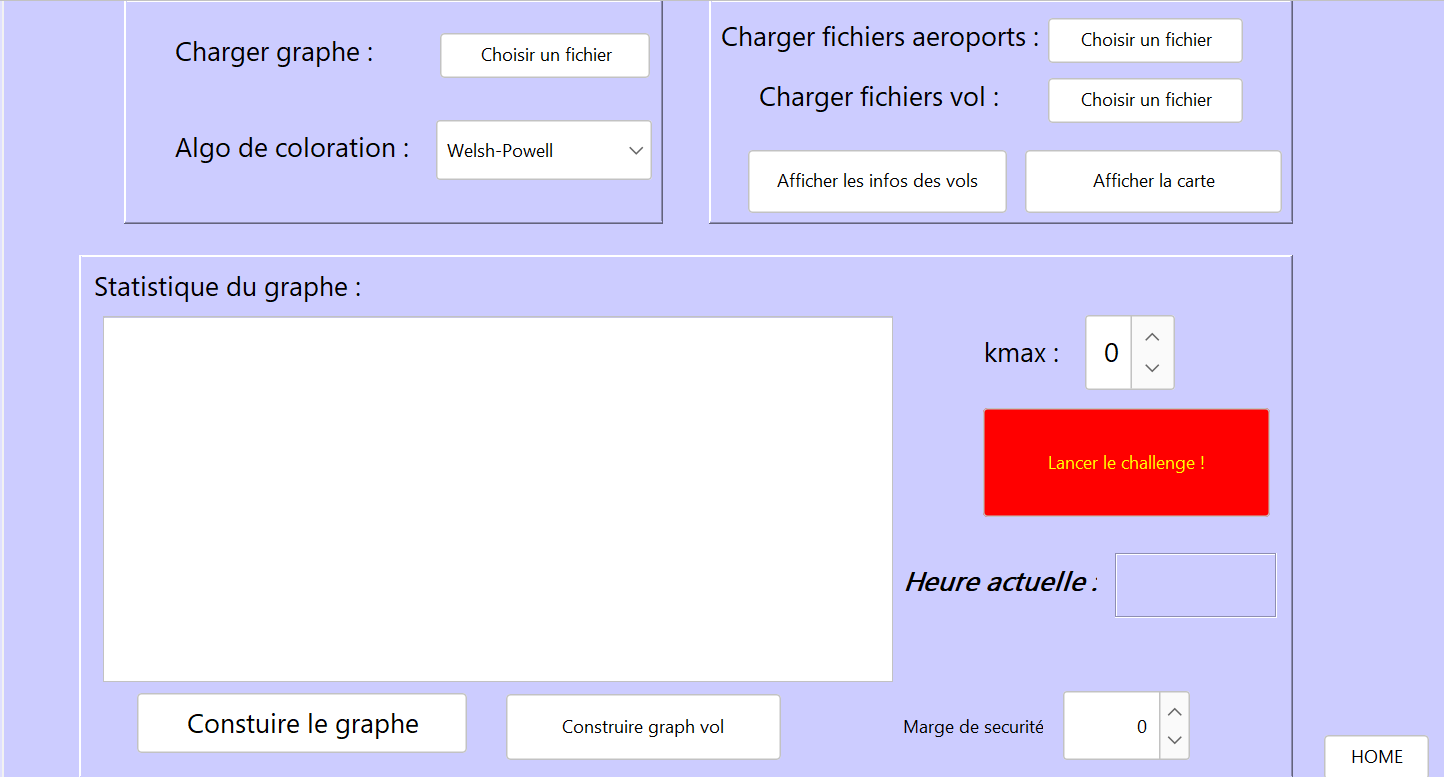 Charger graphe :
Choisir un fichier
Algo de coloration :
Welsh-Powell
Charger fichiers aeroports :
Choisir un fichier
Charger fichiers vol :
Choisir un fichier
Afficher les infos des vols
Afficher la carte
Statistique du graphe :
kmax :
0
Lancer le challenge !
Heure actuelle :
Constuire le graphe
Construire graph vol
Marge de securité
0
HOME